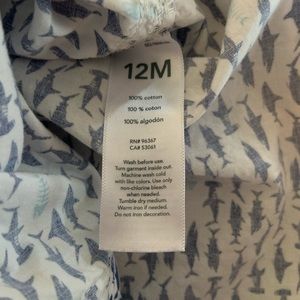 12M
100% cotton
100 % coton
100% algodón
RN# 96367
CA# 53061
Wash before use.
Turn garment inside out.
Machine wash cold
with like colors. Use only
non-chlorine bleach
when needed.
Tumble dry medium.
Warm iron if needed.
Do not iron decoration.